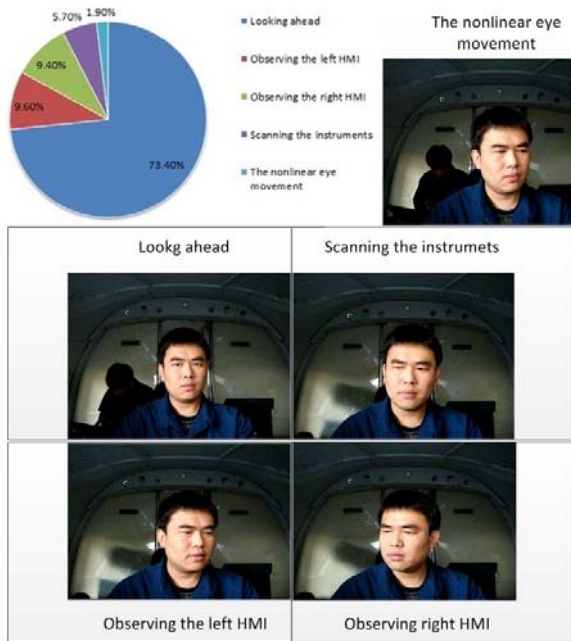 1.90%
5.70%
9.40%
9.60%
73.40%
Looking ahead
Observing the left HMI
Observing the right HMI
Scanning the instruments
The nonlinear eye
movement
The nonlinear eye
movement
Lookg ahead
Scanning the instrumets
Observing the left HMI
Observing right HMI